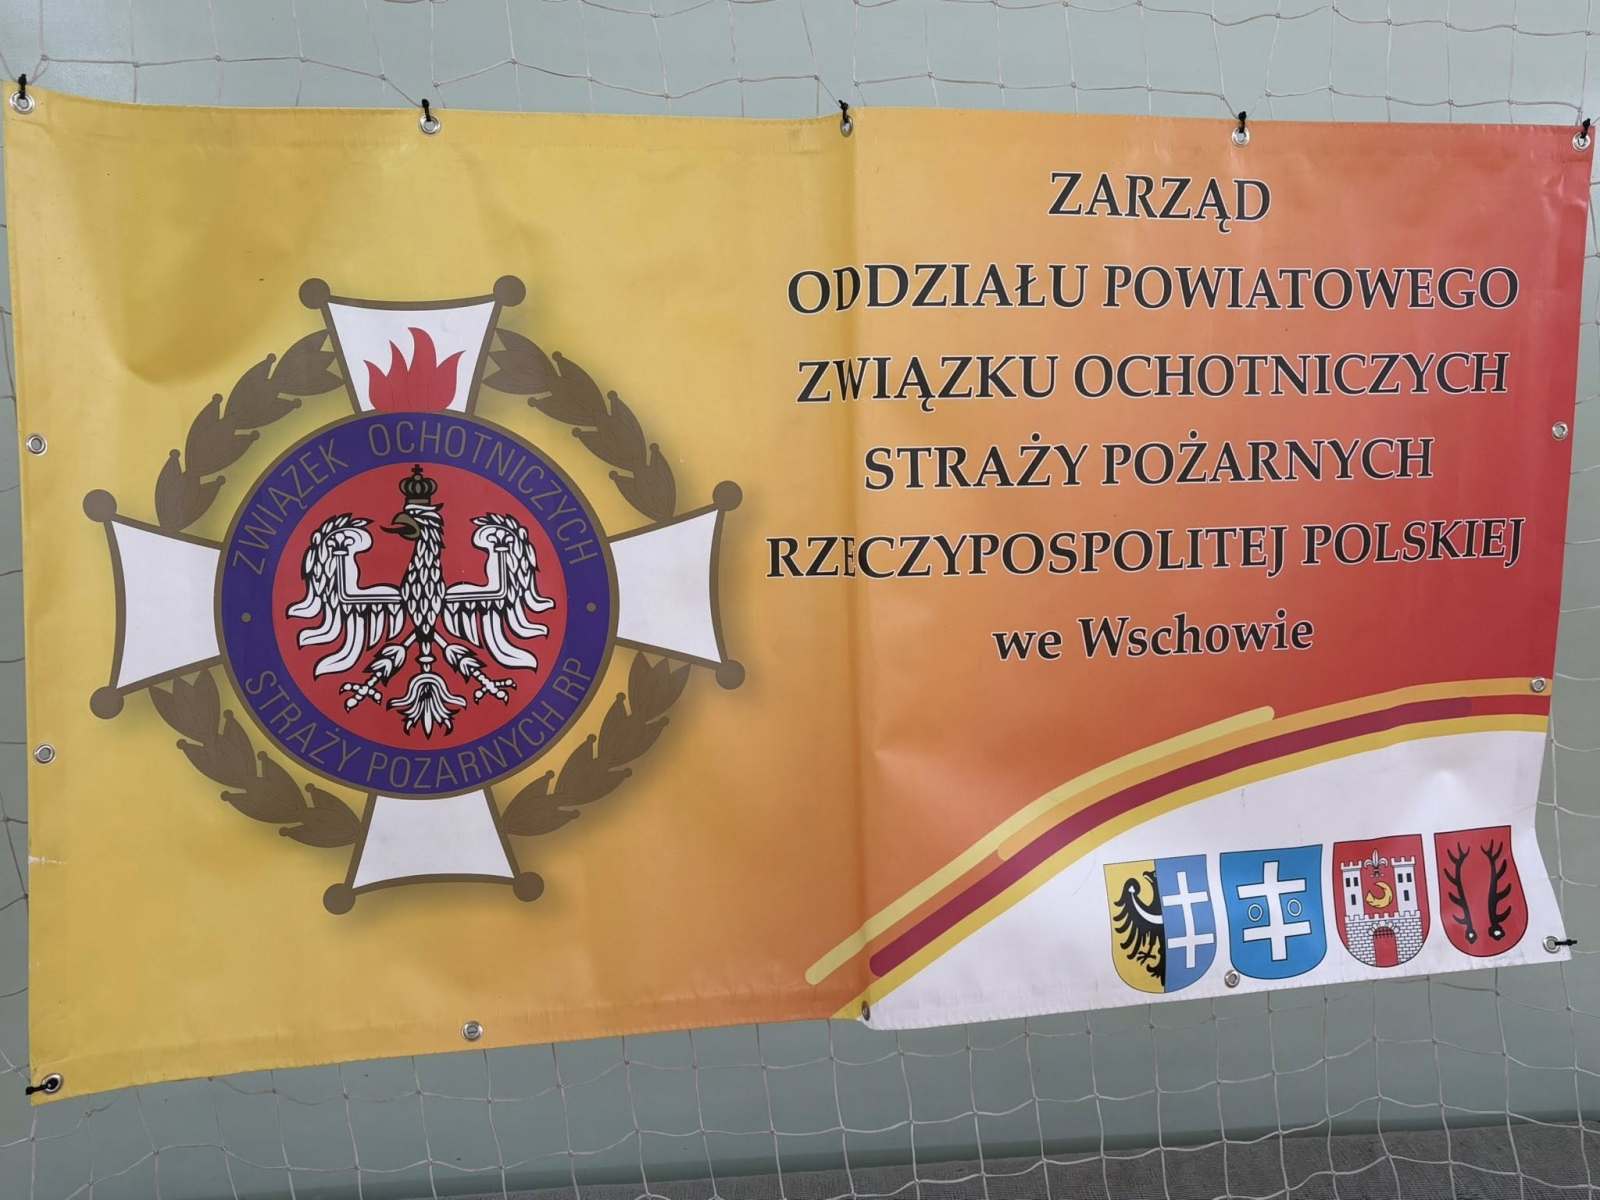 ZWIĄZEK OCHOTNICZYCH
STRAŻY POŻARNYCH RP
ZARZĄD
ODDZIAŁU POWIATOWEGO
ZWIĄZKU OCHOTNICZYCH
STRAŻY POŻARNYCH
RZECZYPOSPOLITEJ POLSKIEJ
we Wschowie